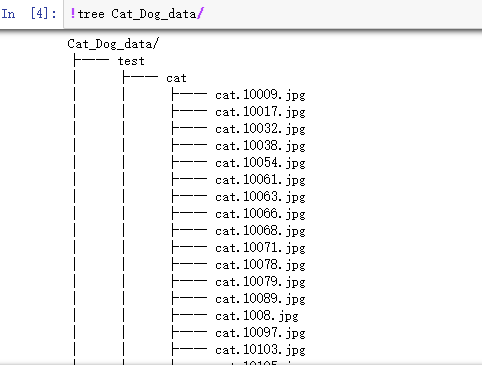 In [4]: !tree Cat_Dog_data/
Cat_Dog_data/
├── test
│   ├── cat
│   │   ├── cat.10009.jpg
│   │   ├── cat.10017.jpg
│   │   ├── cat.10032.jpg
│   │   ├── cat.10038.jpg
│   │   ├── cat.10054.jpg
│   │   ├── cat.10061.jpg
│   │   ├── cat.10063.jpg
│   │   ├── cat.10066.jpg
│   │   ├── cat.10068.jpg
│   │   ├── cat.10071.jpg
│   │   ├── cat.10078.jpg
│   │   ├── cat.10079.jpg
│   │   ├── cat.10089.jpg
│   │   ├── cat.1008.jpg
│   │   ├── cat.10097.jpg
│   │   ├── cat.10103.jpg